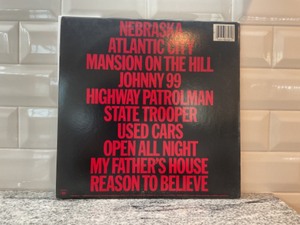 NEBRASKA
ATLANTIC CITY
MANSION ON THE HILL
JOHNNY 99
HIGHWAY PATROLMAN
STATE TROOPER
USED CARS
OPEN ALL NIGHT
MY FATHER'S HOUSE
REASON TO BELIEVE